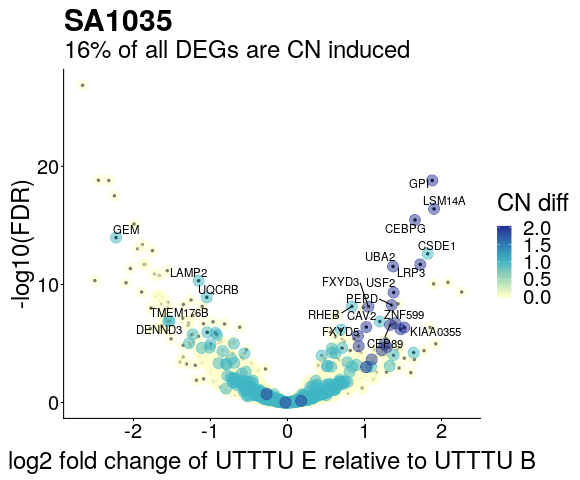 SA1035
16% of all DEGs are CN induced
-log10(FDR)
20
10
0
-2
-1
0
1
2
log2 fold change of UTTTU E relative to UTTTU B
GPI
LSM14A
CEBPG
GEM
CSDE1
UBA2
LRP3
LAMP2
FXYD3
USF2
UQCRB
PEPD
TMEM176B
RHEB
CAV2
ZNF599
DENND3
FXYD5
KIAA0355
CEP89
CN diff
2.0
1.5
1.0
0.5
0.0